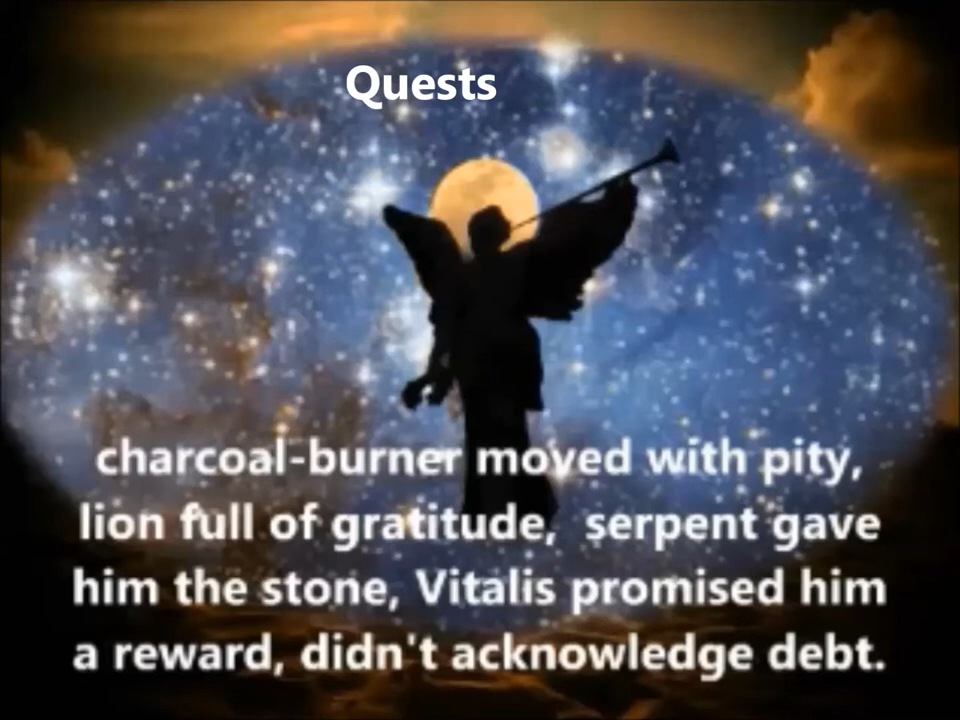 Quests
charcoal-burner moved with pity,
lion full of gratitude,  serpent gave
him the stone, Vitalis promised him
a reward, didn't acknowledge debt.